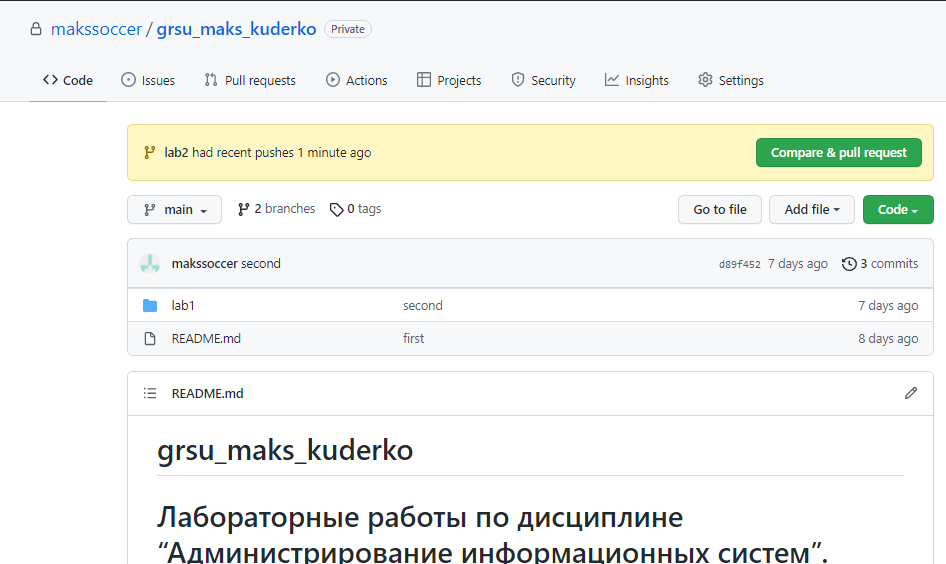 makssoccer / grsu_maks_kuderko Private
Code Issues Pull requests Actions Projects Security Insights Settings
lab2 had recent pushes 1 minute ago Compare & pull request
main 2 branches 0 tags Go to file Add file Code
makssoccer second d89f452 7 days ago 3 commits
lab1 second 7 days ago
README.md first 8 days ago
README.md
grsu_maks_kuderko
Лабораторные работы по дисциплине
“Администрирование информационных систем”.